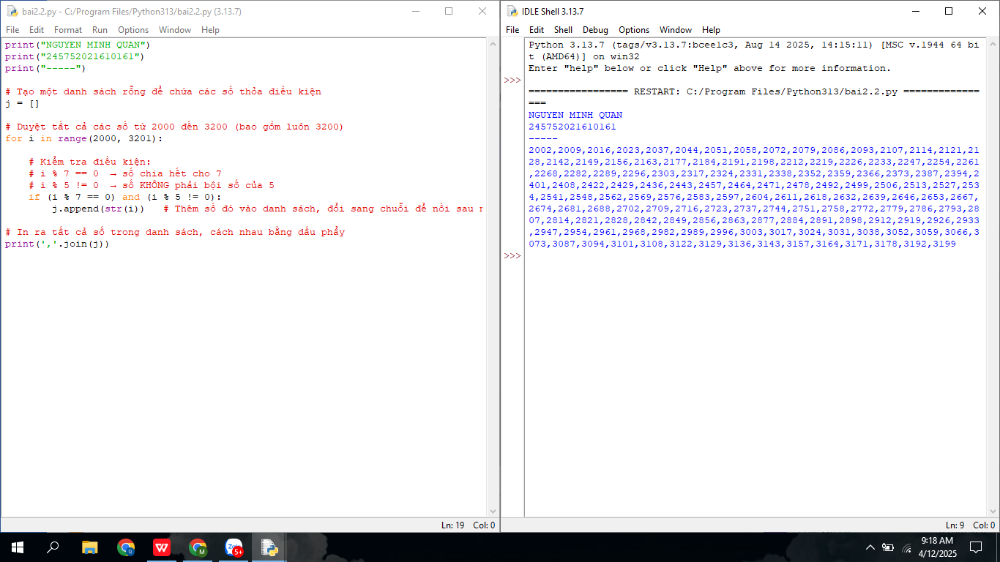 bai2.2.py - C:/Program Files/Python313/bai2.2.py (3.13.7)
File Edit Format Run Options Window Help
print("NGUYEN MINH QUAN")
print("245752021610161")
print("-----")
# Tạo một danh sách rỗng để chứa các số thỏa điều kiện
j = []
# Duyệt tất cả các số từ 2000 đến 3200 (bao gồm luôn 3200)
for i in range(2000, 3201):
# Kiểm tra điều kiện:
# i % 7 == 0 → số chia hết cho 7
# i % 5 != 0 → số KHÔNG phải bội số của 5
if (i % 7 == 0) and (i % 5 != 0):
j.append(str(i)) # Thêm số đó vào danh sách, đổi sang chuỗi để nối sau
# In ra tất cả số trong danh sách, cách nhau bằng dấu phẩy
print(','.join(j))
Ln: 19 Col: 0
IDLE Shell 3.13.7
File Edit Shell Debug Options Window Help
Python 3.13.7 (tags/v3.13.7:bcee1c3, Aug 14 2025, 14:15:11) [MSC v.1944 64 bi
t (AMD64)] on win32
Enter "help" below or click "Help" above for more information.
>>>
================= RESTART: C:/Program Files/Python313/bai2.2.py =============
===
NGUYEN MINH QUAN
245752021610161
-----
2002,2009,2016,2023,2037,2044,2051,2058,2072,2079,2086,2093,2107,2114,2121,21
28,2142,2149,2156,2163,2177,2184,2191,2198,2212,2219,2226,2233,2247,2254,2261
,2268,2282,2289,2296,2303,2317,2324,2331,2338,2352,2359,2366,2373,2387,2394,2
401,2408,2422,2429,2436,2443,2457,2464,2471,2478,2492,2499,2506,2513,2527,253
4,2541,2548,2562,2569,2576,2583,2597,2604,2611,2618,2632,2639,2646,2653,2667,
2674,2681,2688,2702,2709,2716,2723,2737,2744,2751,2758,2772,2779,2786,2793,28
07,2814,2821,2828,2842,2849,2856,2863,2877,2884,2891,2898,2912,2919,2926,2933
,2947,2954,2961,2968,2982,2989,2996,3003,3017,3024,3031,3038,3052,3059,3066,3
073,3087,3094,3101,3108,3122,3129,3136,3143,3157,3164,3171,3178,3192,3199
>>>
Ln: 9 Col: 0
5+
9:18 AM
4/12/2025